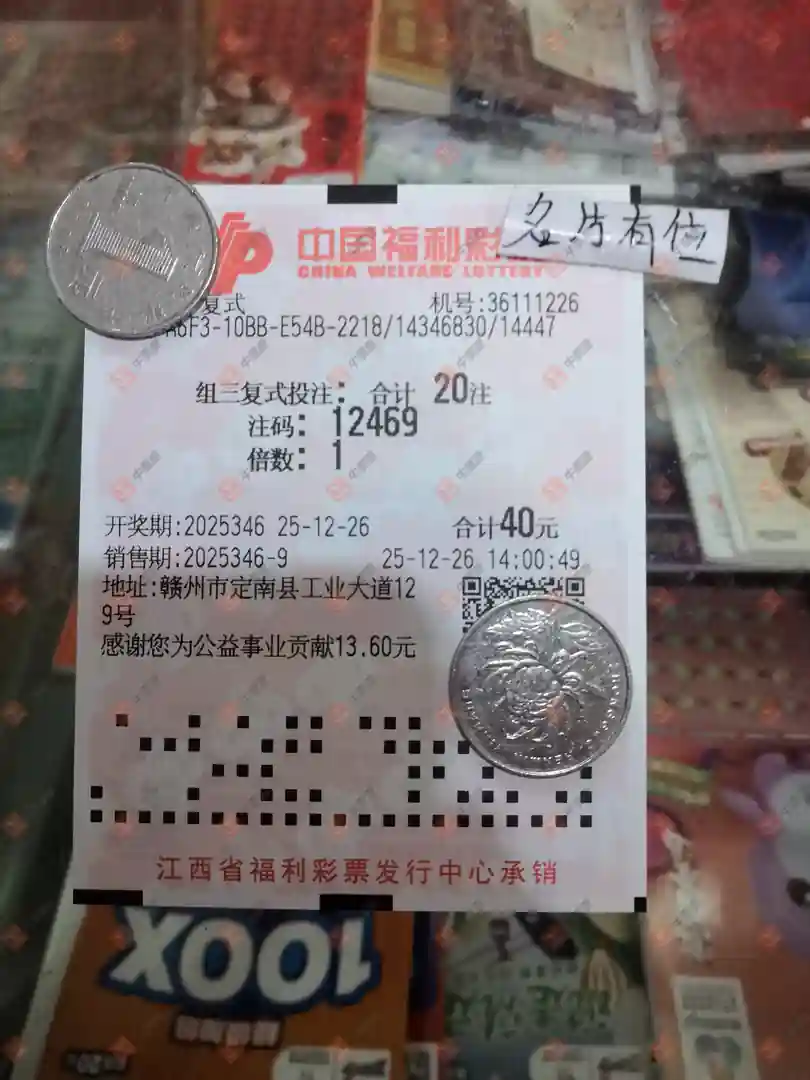 中国福利彩
CHINA WELFARE LOTTERY
名片有位
复式 机号:36111226
A6F3-10BB-E54B-2218/14346830/14447
组三复式投注: 合计 20注
注码: 12469
倍数: 1
开奖期:2025346 25-12-26 合计40元
销售期:2025346-9 25-12-26 14:00:49
地址:赣州市定南县工业大道12
9号
感谢您为公益事业贡献13.60元
江西省福利彩票发行中心承销
100X